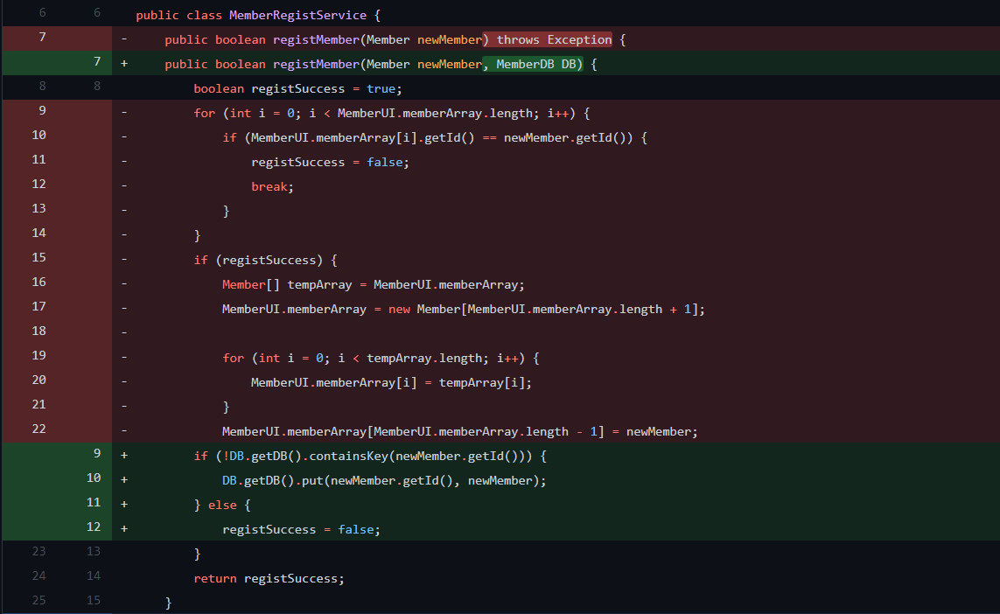 6 6 public class MemberRegistService {
7 - public boolean registMember(Member newMember) throws Exception {
7 + public boolean registMember(Member newMember, MemberDB DB) {
8 8 boolean registSuccess = true;
9 - for (int i = 0; i < MemberUI.memberArray.length; i++) {
10 - if (MemberUI.memberArray[i].getId() == newMember.getId()) {
11 - registSuccess = false;
12 - break;
13 - }
14 - }
15 - if (registSuccess) {
16 - Member[] tempArray = MemberUI.memberArray;
17 - MemberUI.memberArray = new Member[MemberUI.memberArray.length + 1];
18 -
19 - for (int i = 0; i < tempArray.length; i++) {
20 - MemberUI.memberArray[i] = tempArray[i];
21 - }
22 - MemberUI.memberArray[MemberUI.memberArray.length - 1] = newMember;
9 + if (!DB.getDB().containsKey(newMember.getId())) {
10 + DB.getDB().put(newMember.getId(), newMember);
11 + } else {
12 + registSuccess = false;
23 13 }
24 14 return registSuccess;
25 15 }